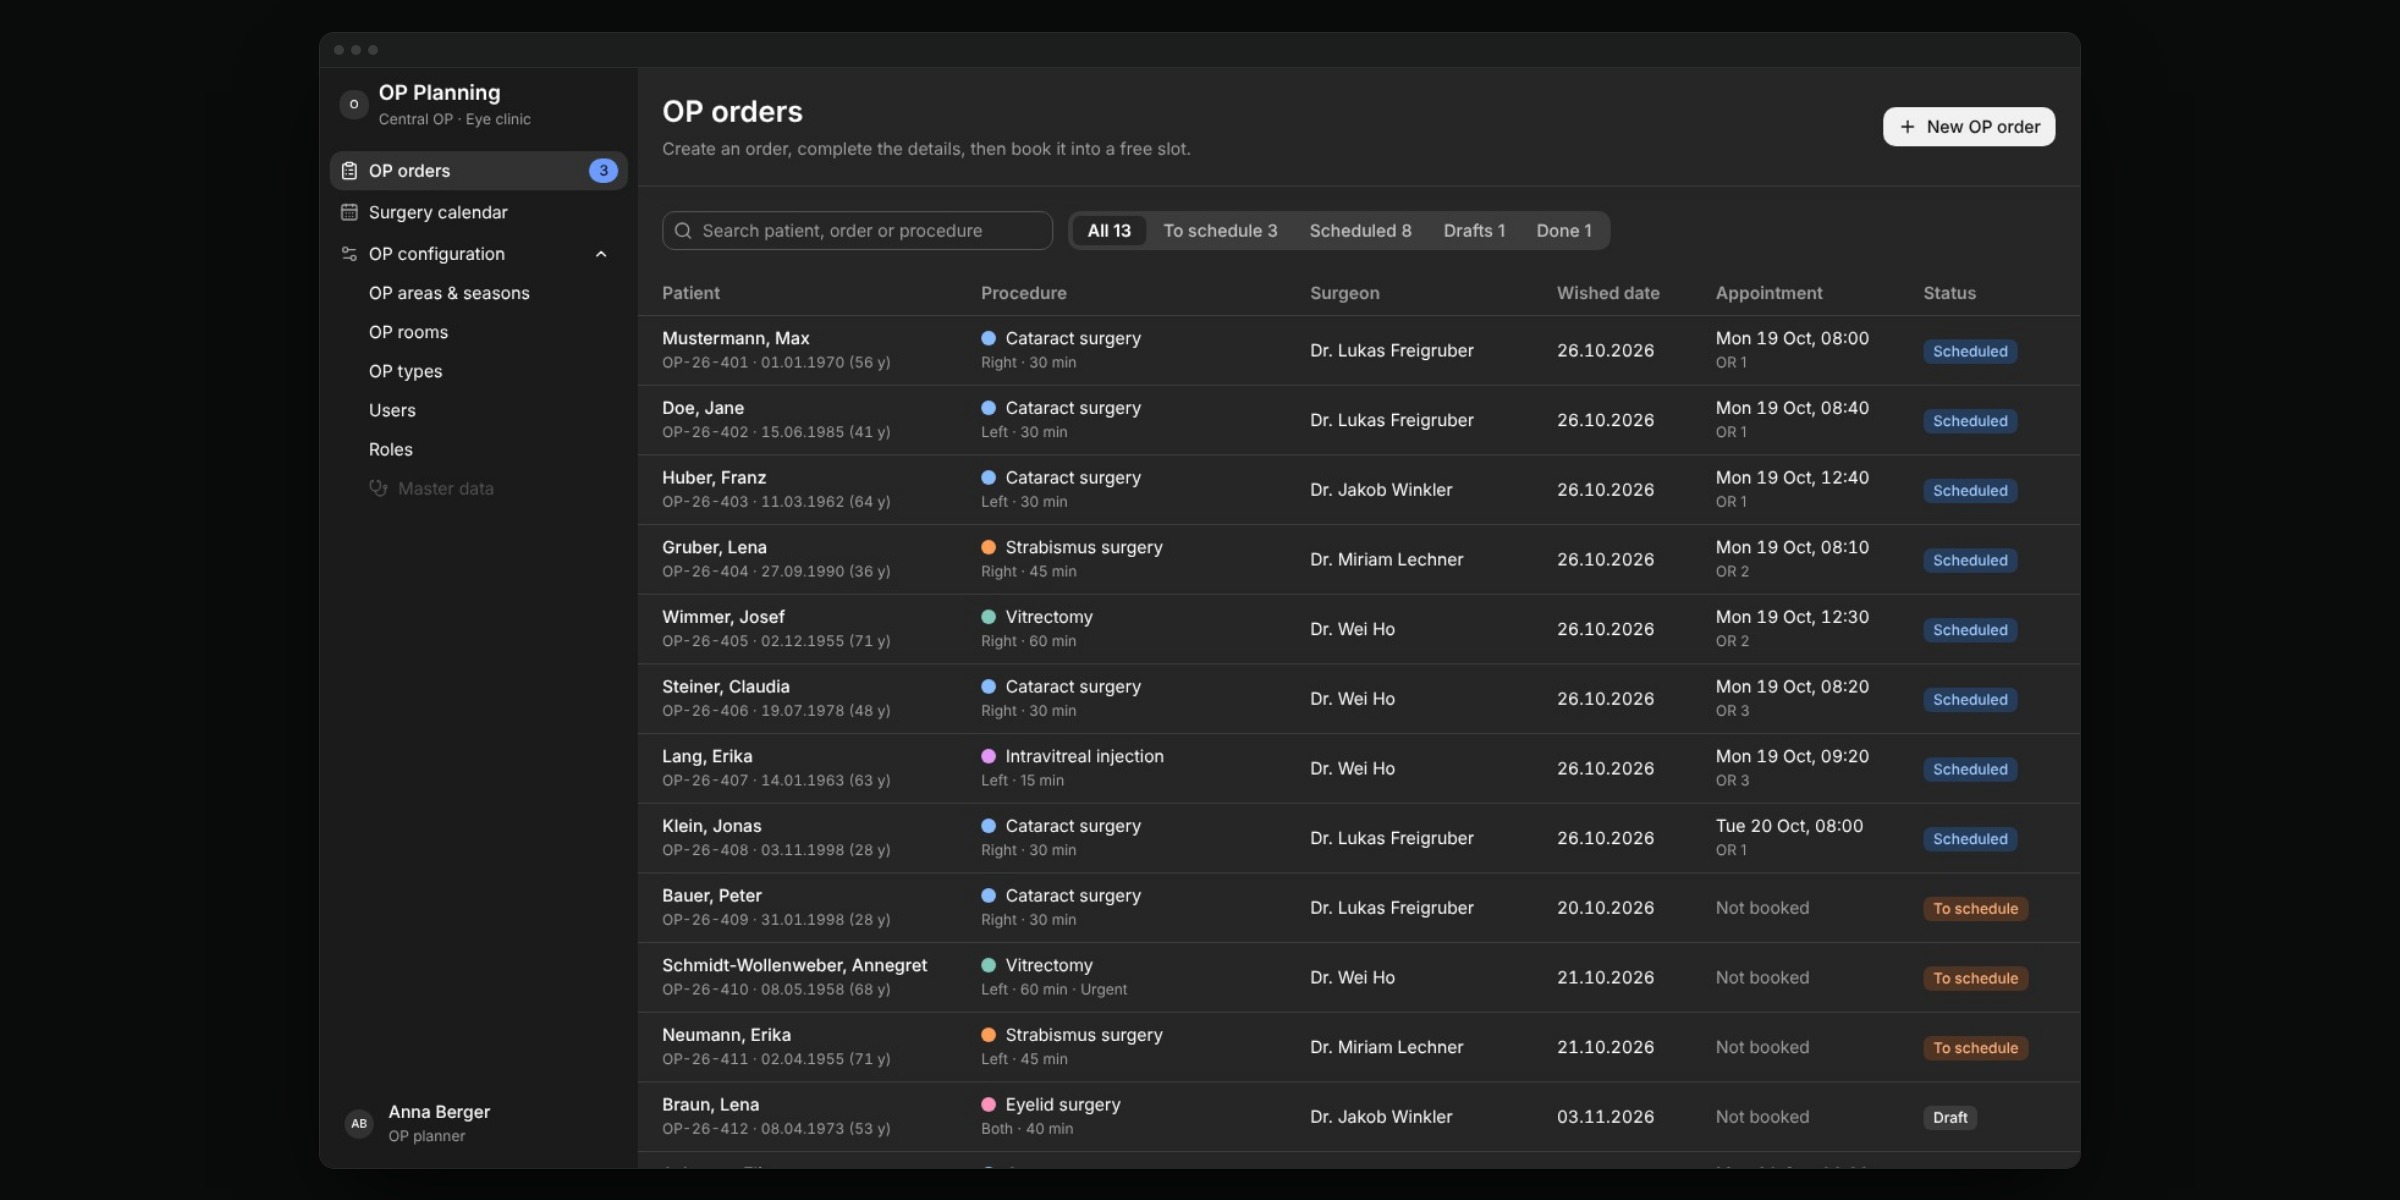 O
OP Planning
Central OP · Eye clinic
OP orders 3
Surgery calendar
OP configuration
OP areas & seasons
OP rooms
OP types
Users
Roles
Master data
AB
Anna Berger
OP planner
OP orders
Create an order, complete the details, then book it into a free slot.
+ New OP order
Search patient, order or procedure
All 13 To schedule 3 Scheduled 8 Drafts 1 Done 1
Patient Procedure Surgeon Wished date Appointment Status
Mustermann, Max Cataract surgery Dr. Lukas Freigruber 26.10.2026 Mon 19 Oct, 08:00 Scheduled
OP-26-401 · 01.01.1970 (56 y) Right · 30 min OR 1
Doe, Jane Cataract surgery Dr. Lukas Freigruber 26.10.2026 Mon 19 Oct, 08:40 Scheduled
OP-26-402 · 15.06.1985 (41 y) Left · 30 min OR 1
Huber, Franz Cataract surgery Dr. Jakob Winkler 26.10.2026 Mon 19 Oct, 12:40 Scheduled
OP-26-403 · 11.03.1962 (64 y) Left · 30 min OR 1
Gruber, Lena Strabismus surgery Dr. Miriam Lechner 26.10.2026 Mon 19 Oct, 08:10 Scheduled
OP-26-404 · 27.09.1990 (36 y) Right · 45 min OR 2
Wimmer, Josef Vitrectomy Dr. Wei Ho 26.10.2026 Mon 19 Oct, 12:30 Scheduled
OP-26-405 · 02.12.1955 (71 y) Right · 60 min OR 2
Steiner, Claudia Cataract surgery Dr. Wei Ho 26.10.2026 Mon 19 Oct, 08:20 Scheduled
OP-26-406 · 19.07.1978 (48 y) Right · 30 min OR 3
Lang, Erika Intravitreal injection Dr. Wei Ho 26.10.2026 Mon 19 Oct, 09:20 Scheduled
OP-26-407 · 14.01.1963 (63 y) Left · 15 min OR 3
Klein, Jonas Cataract surgery Dr. Lukas Freigruber 26.10.2026 Tue 20 Oct, 08:00 Scheduled
OP-26-408 · 03.11.1998 (28 y) Right · 30 min OR 1
Bauer, Peter Cataract surgery Dr. Lukas Freigruber 20.10.2026 Not booked To schedule
OP-26-409 · 31.01.1998 (28 y) Right · 30 min
Schmidt-Wollenweber, Annegret Vitrectomy Dr. Wei Ho 21.10.2026 Not booked To schedule
OP-26-410 · 08.05.1958 (68 y) Left · 60 min · Urgent
Neumann, Erika Strabismus surgery Dr. Miriam Lechner 21.10.2026 Not booked To schedule
OP-26-411 · 02.04.1955 (71 y) Left · 45 min
Braun, Lena Eyelid surgery Dr. Jakob Winkler 03.11.2026 Not booked Draft
OP-26-412 · 08.04.1973 (53 y) Both · 40 min